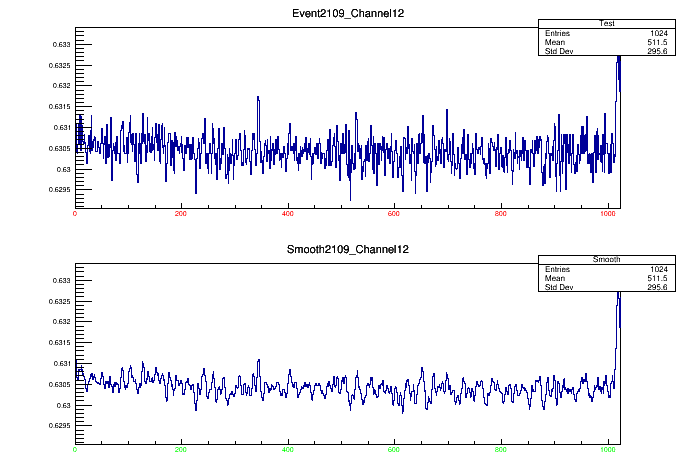 Event2109_Channel12
Test
Entries 1024
Mean 511.5
Std Dev 295.6
0.633
0.6325
0.632
0.6315
0.631
0.6305
0.63
0.6295
0 200 400 600 800 1000
Smooth2109_Channel12
Smooth
Entries 1024
Mean 511.5
Std Dev 295.6
0.633
0.6325
0.632
0.6315
0.631
0.6305
0.63
0.6295
0 200 400 600 800 1000